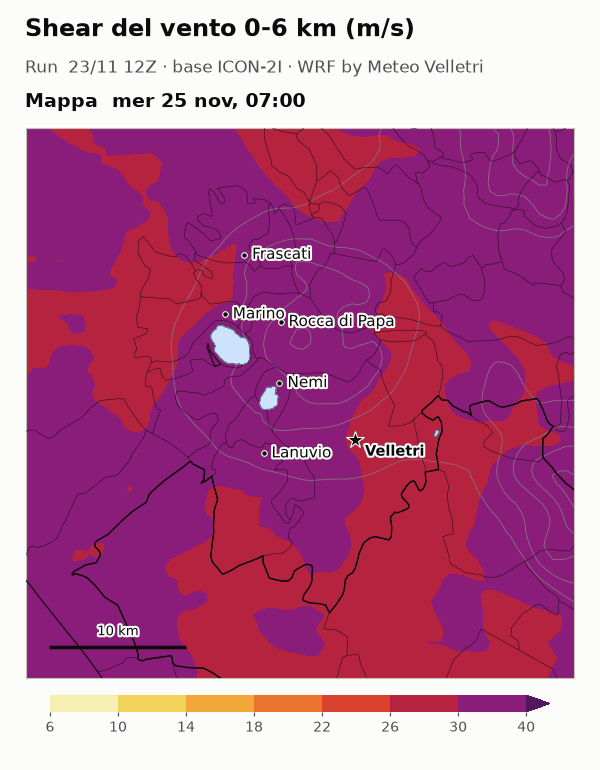 Shear del vento 0-6 km (m/s)
Run  23/11 12Z · base ICON-2I · WRF by Meteo Velletri
Mappa  mer 25 nov, 07:00
Frascati
Marino
Rocca di Papa
Nemi
Velletri
Lanuvio
10 km
6 10 14 18 22 26 30 40